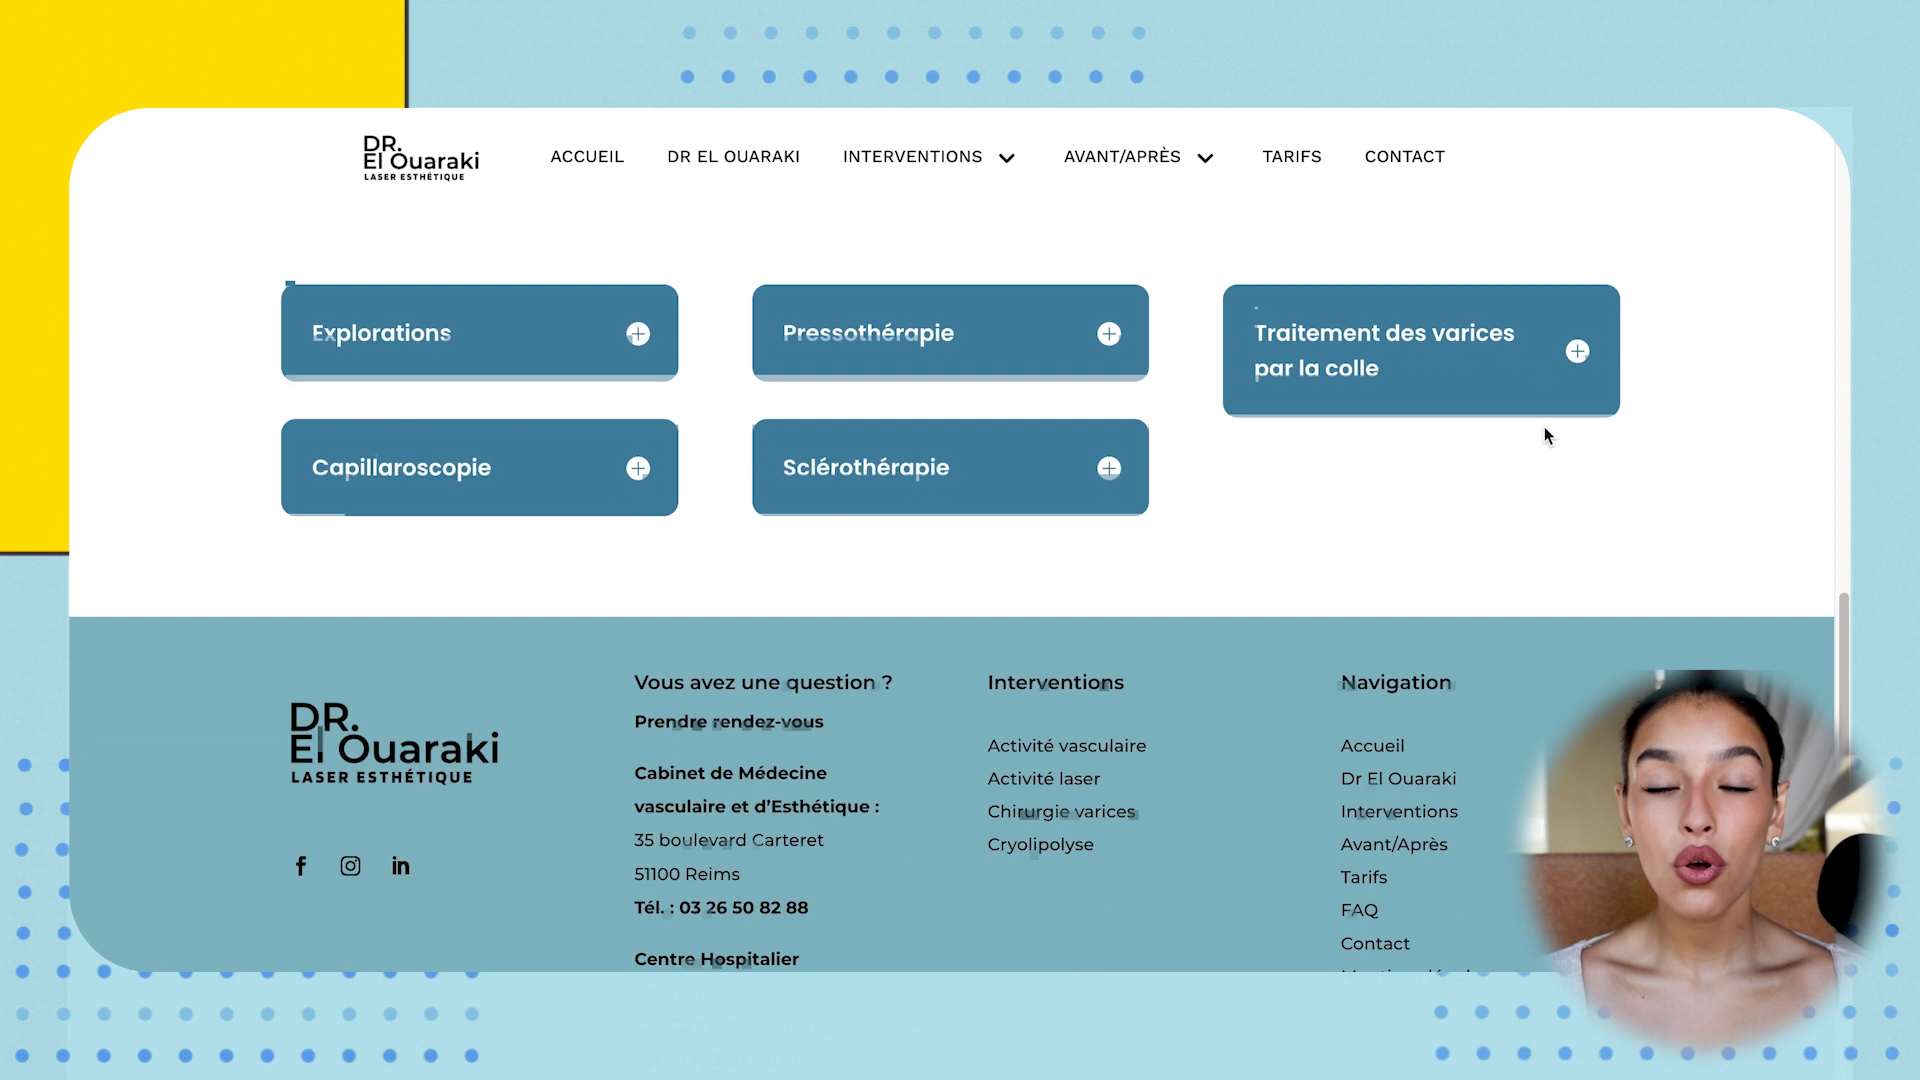 DR.
El Ouaraki
LASER ESTHÉTIQUE
ACCUEIL
DR EL OUARAKI
INTERVENTIONS
AVANT/APRÈS
TARIFS
CONTACT
Explorations
Pressothérapie
Traitement des varices
par la colle
Capillaroscopie
Sclérothérapie
DR.
El Ouaraki
LASER ESTHÉTIQUE
Vous avez une question ?
Prendre rendez-vous
Cabinet de Médecine
vasculaire et d’Esthétique :
35 boulevard Carteret
51100 Reims
Tél. : 03 26 50 82 88
Centre Hospitalier
Interventions
Activité vasculaire
Activité laser
Chirurgie varices
Cryolipolyse
Navigation
Accueil
Dr El Ouaraki
Interventions
Avant/Après
Tarifs
FAQ
Contact